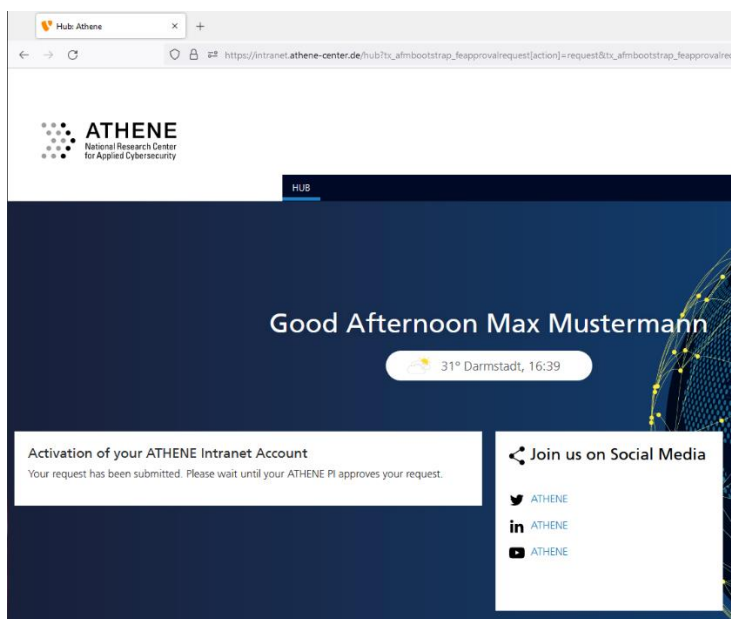 Hub: Athene
https://intranet.athene-center.de/hub?tx_afmbootstrap_feapprovalrequest[action]=request&tx_afmbootstrap_feapprovalre
ATHENE
National Research Center
for Applied Cybersecurity
HUB
Good Afternoon Max Mustermann
31° Darmstadt, 16:39
Activation of your ATHENE Intranet Account
Your request has been submitted. Please wait until your ATHENE PI approves your request.
Join us on Social Media
ATHENE
ATHENE
ATHENE